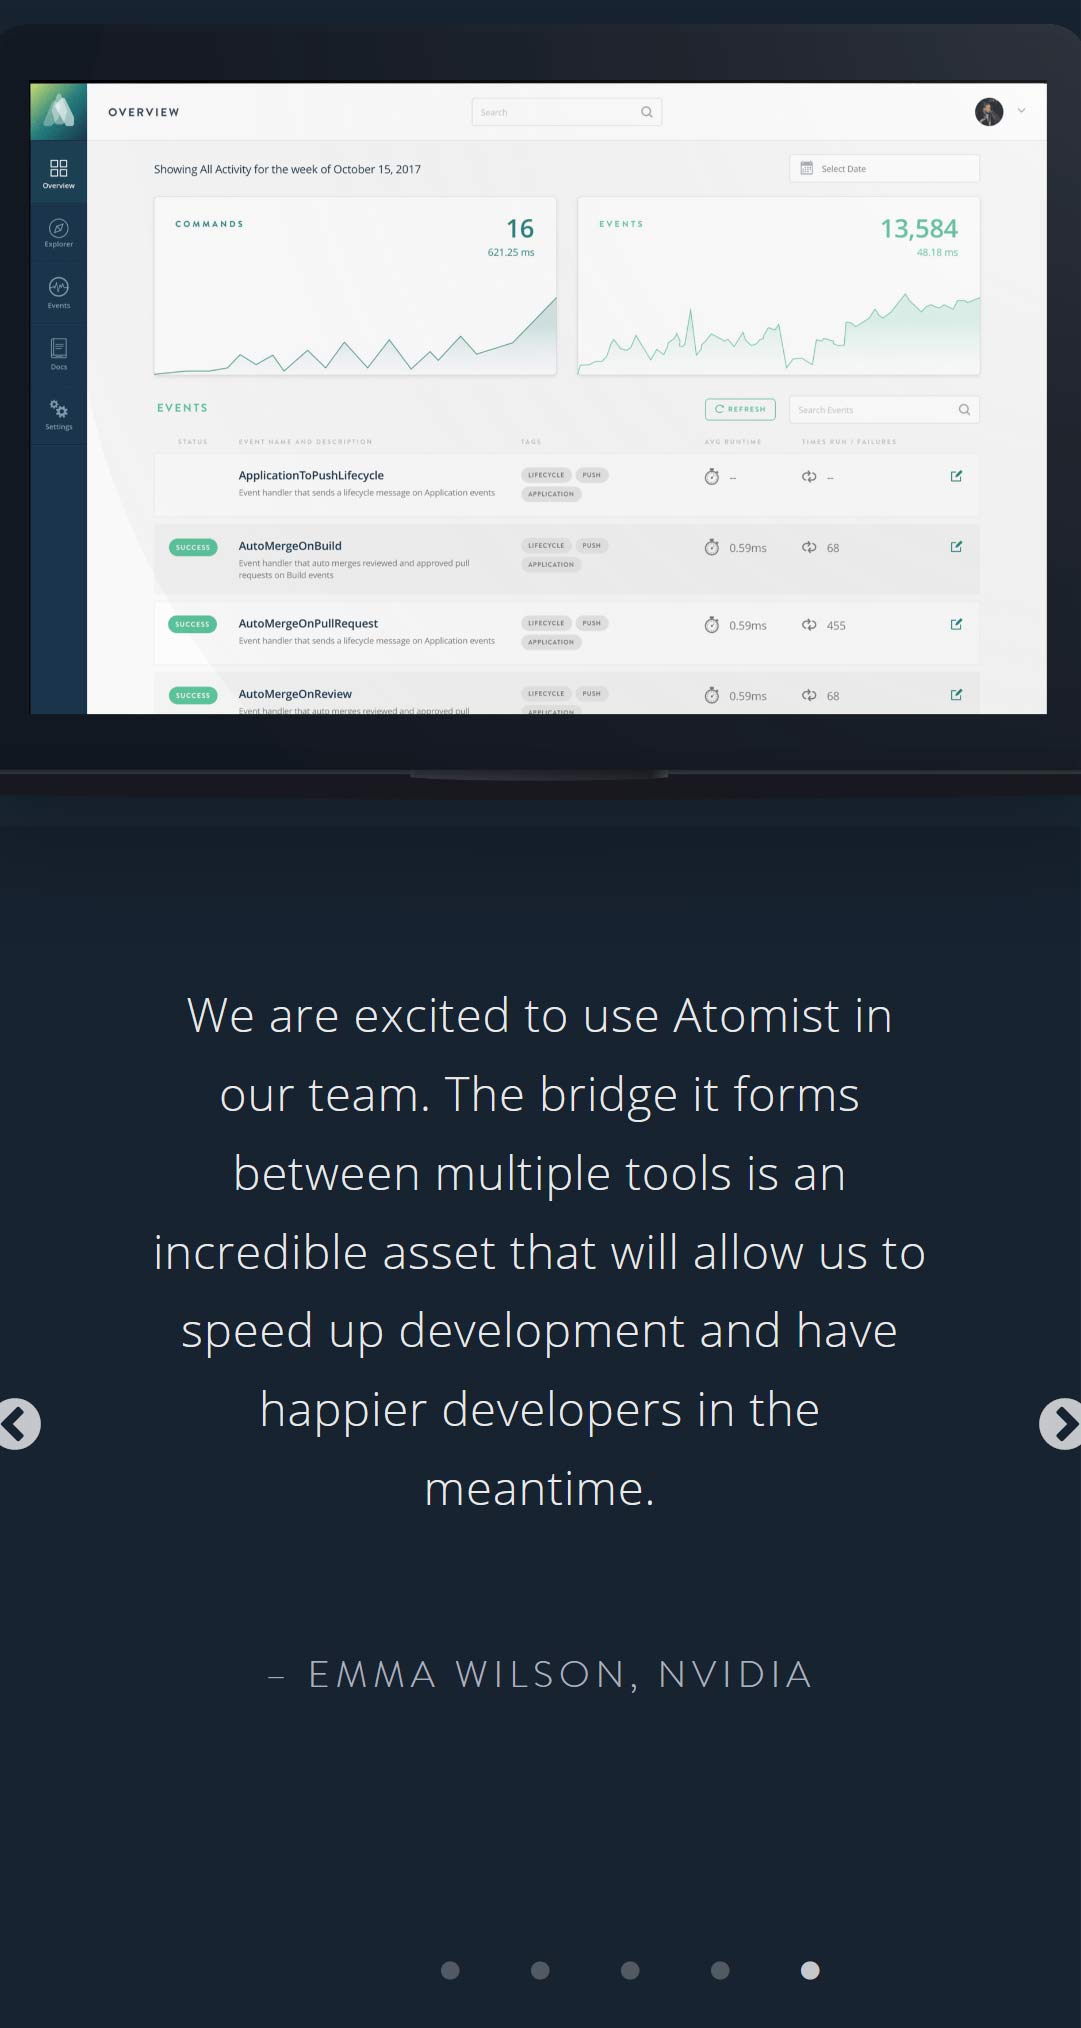 OVERVIEW
Search
Showing All Activity for the week of October 15, 2017
Select Date
Overview
Explorer
Events
Docs
Settings
COMMANDS
16
621.25 ms
EVENTS
13,584
48.18 ms
EVENTS
REFRESH
Search Events
STATUS EVENT NAME AND DESCRIPTION TAGS AVG RUNTIME TIMES RUN / FAILURES
ApplicationToPushLifecycle
Event handler that sends a lifecycle message on Application events
LIFECYCLE PUSH
APPLICATION
-- --
SUCCESS
AutoMergeOnBuild
Event handler that auto merges reviewed and approved pull
requests on Build events
LIFECYCLE PUSH
APPLICATION
0.59ms 68
SUCCESS
AutoMergeOnPullRequest
Event handler that sends a lifecycle message on Application events
LIFECYCLE PUSH
APPLICATION
0.59ms 455
SUCCESS
AutoMergeOnReview
Event handler that auto merges reviewed and approved pull
LIFECYCLE PUSH
APPLICATION
0.59ms 68
We are excited to use Atomist in
our team. The bridge it forms
between multiple tools is an
incredible asset that will allow us to
speed up development and have
happier developers in the
meantime.
– EMMA WILSON, NVIDIA